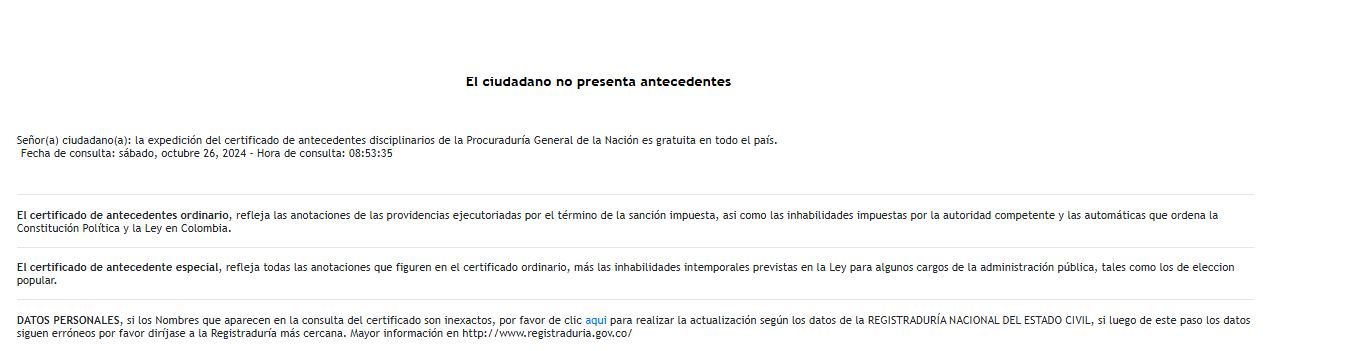 El ciudadano no presenta antecedentes
Señor(a) ciudadano(a): la expedición del certificado de antecedentes disciplinarios de la Procuraduría General de la Nación es gratuita en todo el país.
Fecha de consulta: sábado, octubre 26, 2024 - Hora de consulta: 08:53:35
El certificado de antecedentes ordinario, refleja las anotaciones de las providencias ejecutoriadas por el término de la sanción impuesta, asi como las inhabilidades impuestas por la autoridad competente y las automáticas que ordena la
Constitución Política y la Ley en Colombia.
El certificado de antecedente especial, refleja todas las anotaciones que figuren en el certificado ordinario, más las inhabilidades intemporales previstas en la Ley para algunos cargos de la administración pública, tales como los de eleccion
popular.
DATOS PERSONALES, si los Nombres que aparecen en la consulta del certificado son inexactos, por favor de clic aqui para realizar la actualización según los datos de la REGISTRADURÍA NACIONAL DEL ESTADO CIVIL, si luego de este paso los datos
siguen erróneos por favor diríjase a la Registraduría más cercana. Mayor información en http://www.registraduria.gov.co/